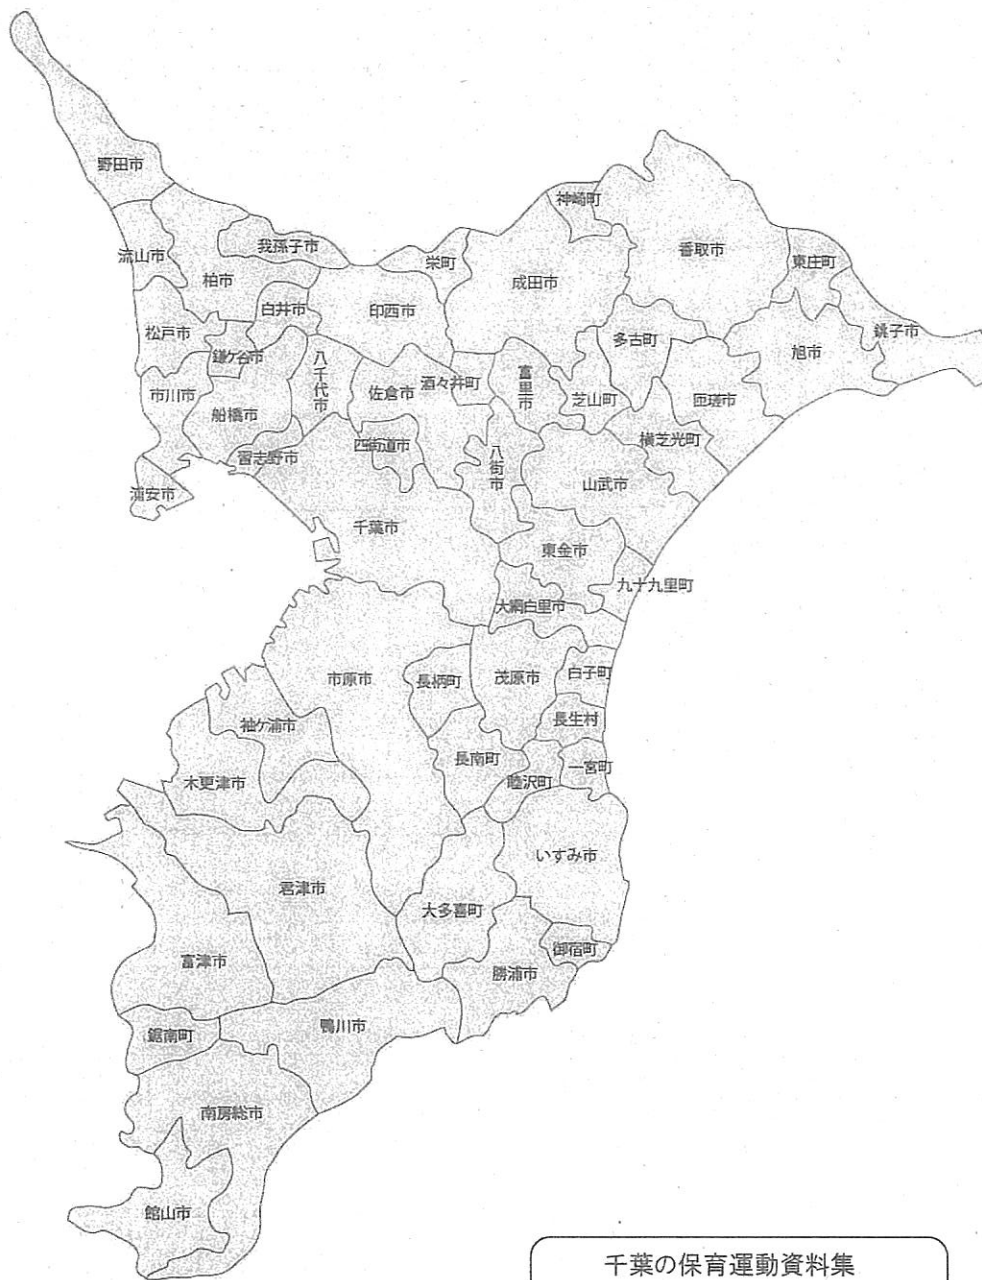 野田市
流山市
柏市
我孫子市
松戸市
鎌ケ谷市
白井市
印西市
栄町
成田市
神崎町
香取市
東庄町
銚子市
旭市
匝瑳市
多古町
芝山町
横芝光町
富里市
酒々井町
佐倉市
八千代市
船橋市
市川市
浦安市
習志野市
四街道市
八街市
山武市
千葉市
東金市
九十九里町
大網白里市
市原市
長柄町
茂原市
白子町
長生村
長南町
睦沢町
一宮町
袖ケ浦市
木更津市
いすみ市
君津市
大多喜町
御宿町
勝浦市
富津市
鋸南町
鴨川市
南房総市
館山市
千葉の保育運動資料集